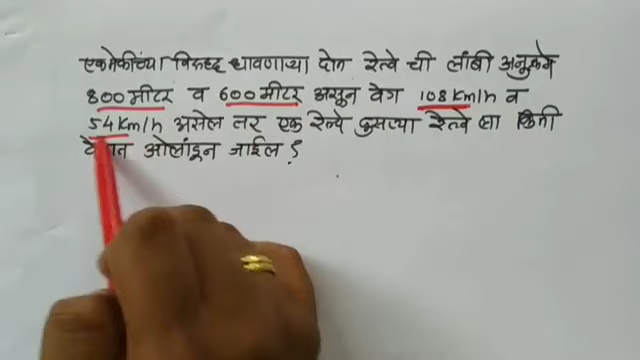 एकमेकींच्या विरुद्ध धावणाऱ्या दोन रेल्वे ची लांबी अनुक्रमे
800 मीटर व 600 मीटर असून वेग 108 Km/h व
54 Km/h असेल तर एक रेल्वे दुसऱ्या रेल्वे ला किती
ओलांडून जाईल ?